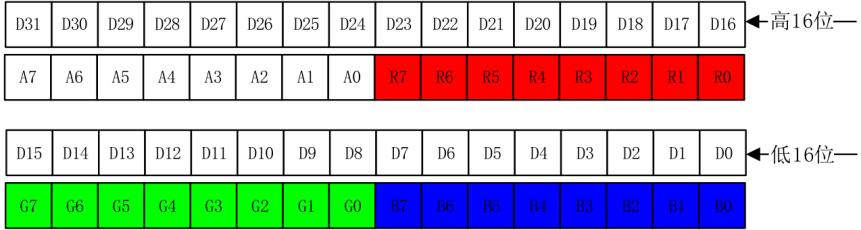 D31 D30 D29 D28 D27 D26 D25 D24 D23 D22 D21 D20 D19 D18 D17 D16 高16位
A7 A6 A5 A4 A3 A2 A1 A0 R7 R6 R5 R4 R3 R2 R1 R0
D15 D14 D13 D12 D11 D10 D9 D8 D7 D6 D5 D4 D3 D2 D1 D0 低16位
G7 G6 G5 G4 G3 G2 G1 G0 B7 B6 B5 B4 B3 B2 B1 B0